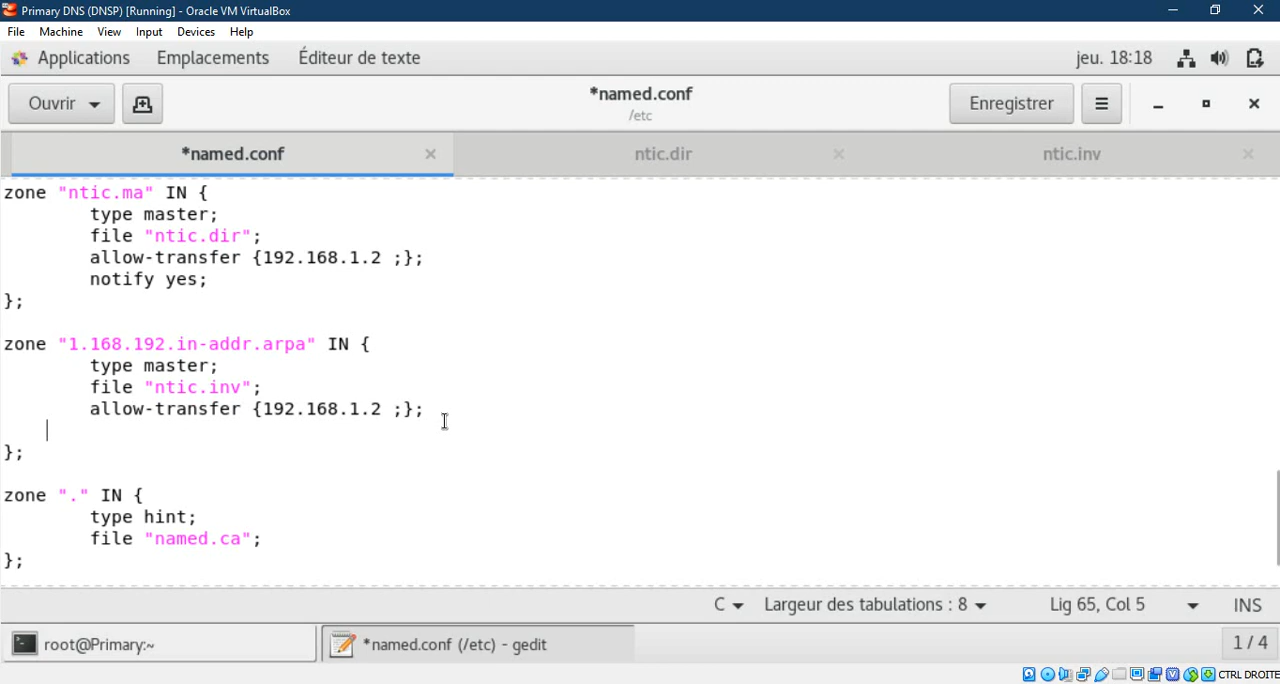 Primary DNS (DNSP) [Running] - Oracle VM VirtualBox
File Machine View Input Devices Help
Applications Emplacements Éditeur de texte jeu. 18:18
Ouvrir *named.conf Enregistrer
/etc
*named.conf ntic.dir ntic.inv
zone "ntic.ma" IN {
type master;
file "ntic.dir";
allow-transfer {192.168.1.2 ;};
notify yes;
};
zone "1.168.192.in-addr.arpa" IN {
type master;
file "ntic.inv";
allow-transfer {192.168.1.2 ;};
};
zone "." IN {
type hint;
file "named.ca";
};
C Largeur des tabulations : 8 Lig 65, Col 5 INS
root@Primary:~ *named.conf (/etc) - gedit 1 / 4
CTRL DROITE